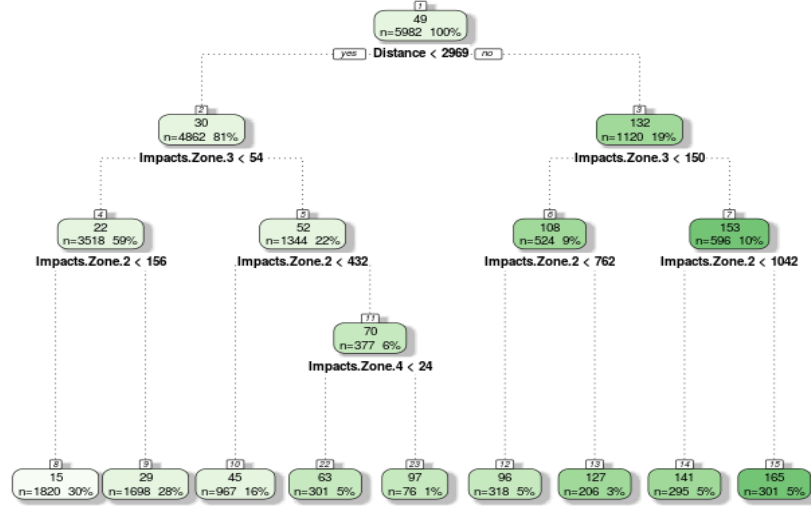 1
49
n=5982 100%
yes Distance < 2969 no
2
30
n=4862 81%
Impacts.Zone.3 < 54
3
132
n=1120 19%
Impacts.Zone.3 < 150
4
22
n=3518 59%
Impacts.Zone.2 < 156
5
52
n=1344 22%
Impacts.Zone.2 < 432
6
108
n=524 9%
Impacts.Zone.2 < 762
7
153
n=596 10%
Impacts.Zone.2 < 1042
11
70
n=377 6%
Impacts.Zone.4 < 24
8
15
n=1820 30%
9
29
n=1698 28%
10
45
n=967 16%
22
63
n=301 5%
23
97
n=76 1%
12
96
n=318 5%
13
127
n=206 3%
14
141
n=295 5%
15
165
n=301 5%